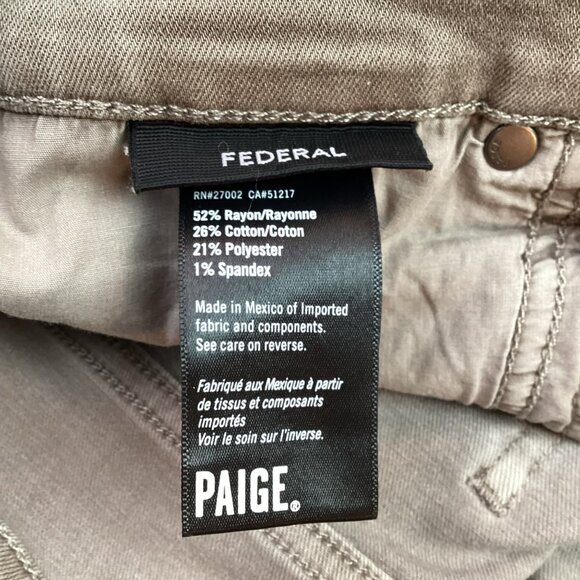 FEDERAL
RN#27002 CA#51217
52% Rayon/Rayonne
26% Cotton/Coton
21% Polyester
1% Spandex
Made in Mexico of Imported
fabric and components.
See care on reverse.
Fabriqué aux Mexique à partir
de tissus et composants
importés
Voir le soin sur l'inverse.
PAIGE®